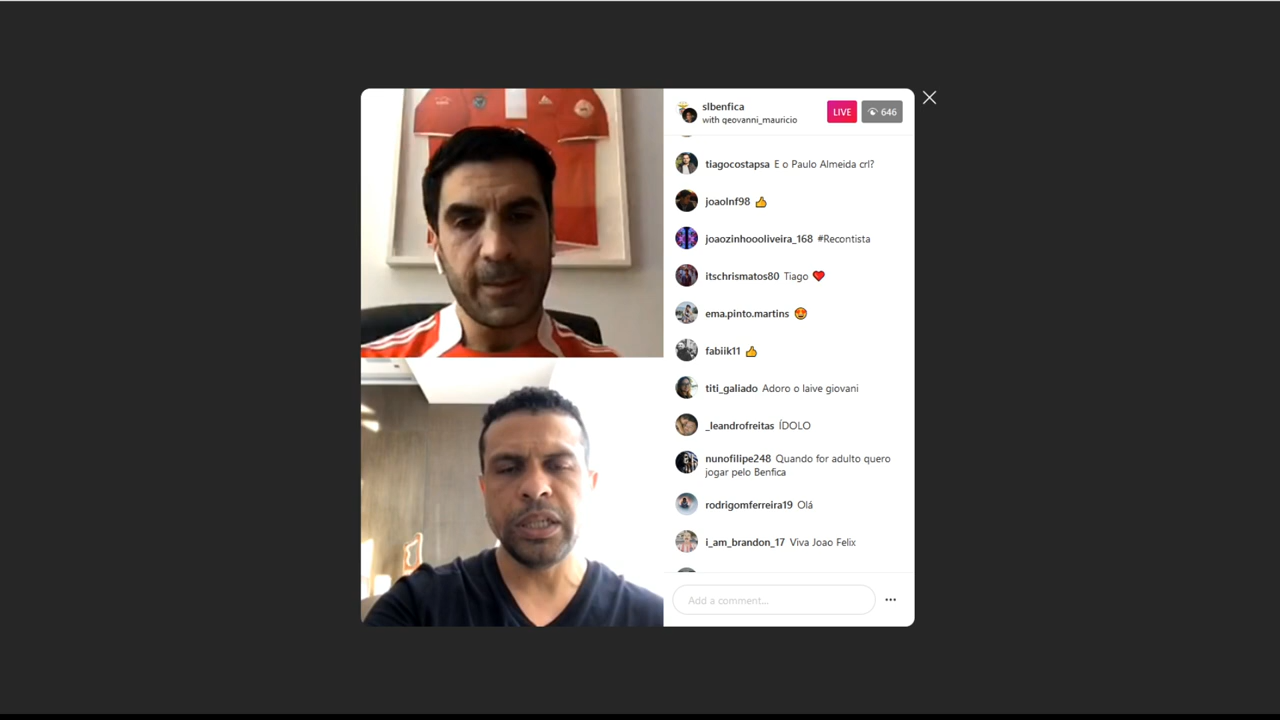 slbenfica
with geovanni_mauricio
LIVE
646
tiagocostapsa E o Paulo Almeida crl?
joaolnf98 👍
joaozinhoooliveira_168 #Recontista
itschrismatos80 Tiago ❤️
ema.pinto.martins 😍
fabiik11 👍
titi_galiado Adoro o laive giovani
_leandrofreitas ÍDOLO
nunofilipe248 Quando for adulto quero
jogar pelo Benfica
rodrigomferreira19 Olá
i_am_brandon_17 Viva Joao Felix
Add a comment...